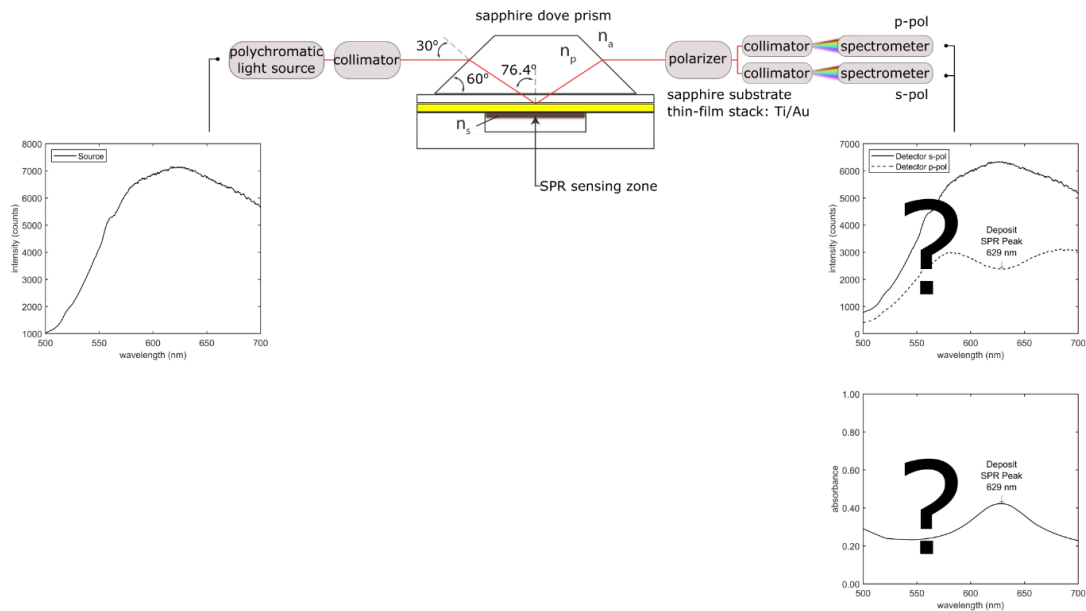 sapphire dove prism
polychromatic
light source
collimator
30°
60°
76.4°
n_p
n_a
n_s
polarizer
p-pol
collimator
spectrometer
collimator
spectrometer
s-pol
sapphire substrate
thin-film stack: Ti/Au
SPR sensing zone
Source
8000
7000
6000
5000
4000
3000
2000
1000
500
550
600
650
700
intensity (counts)
wavelength (nm)
Detector s-pol
Detector p-pol
7000
6000
5000
4000
3000
2000
1000
0
500
550
600
650
700
intensity (counts)
wavelength (nm)
?
Deposit
SPR Peak
629 nm
1.00
0.80
0.60
0.40
0.20
0.00
500
550
600
650
700
absorbance
wavelength (nm)
?
Deposit
SPR Peak
629 nm